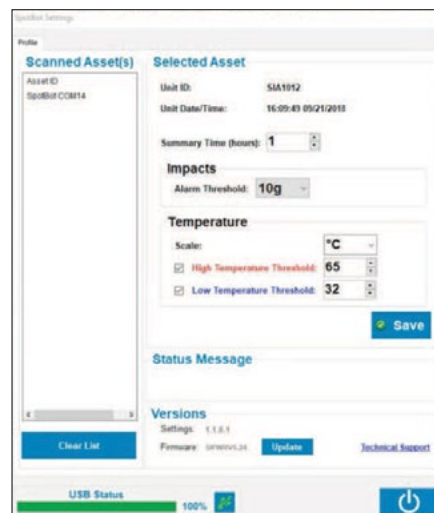 SpotBot Settings
Profile
Scanned Asset(s)
Asset ID
SpotBot COM14
Clear List
Selected Asset
Unit ID: SIA1012
Unit Date/Time: 16:09:49 09/21/2018
Summary Time (hours): 1
Impacts
Alarm Threshold: 10g
Temperature
Scale: °C
High Temperature Threshold: 65
Low Temperature Threshold: 32
Save
Status Message
Versions
Settings: 1.1.0.1
Firmware: Update Technical Support
USB Status
100%